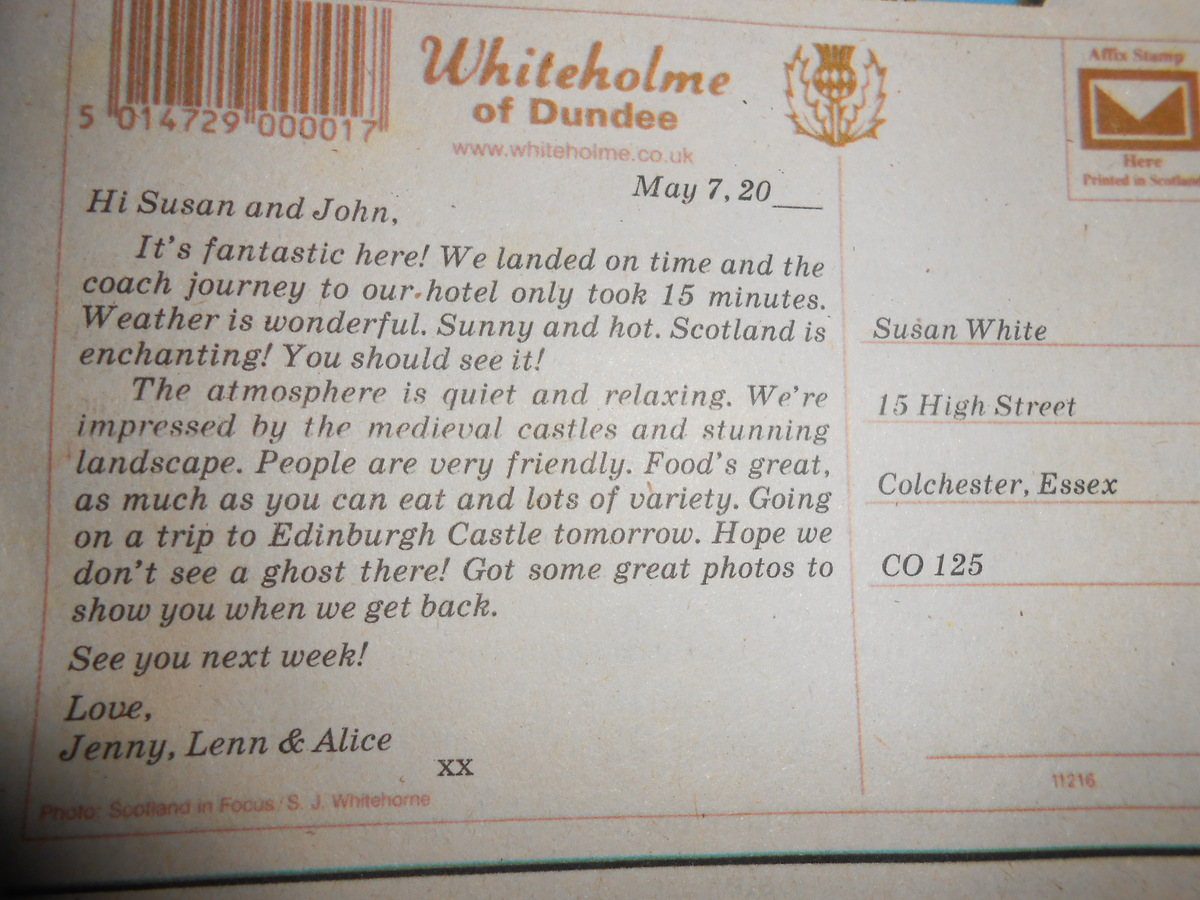 5 014729 000017
Whiteholme
of Dundee
www.whiteholme.co.uk
Affix Stamp
Here
Printed in Scotland
May 7, 20___
Hi Susan and John,
It's fantastic here! We landed on time and the
coach journey to our hotel only took 15 minutes.
Weather is wonderful. Sunny and hot. Scotland is
enchanting! You should see it!
The atmosphere is quiet and relaxing. We're
impressed by the medieval castles and stunning
landscape. People are very friendly. Food's great,
as much as you can eat and lots of variety. Going
on a trip to Edinburgh Castle tomorrow. Hope we
don't see a ghost there! Got some great photos to
show you when we get back.
See you next week!
Love,
Jenny, Lenn & Alice
xx
Photo: Scotland in Focus / S. J. Whitehorne
Susan White
15 High Street
Colchester, Essex
CO 125
11216